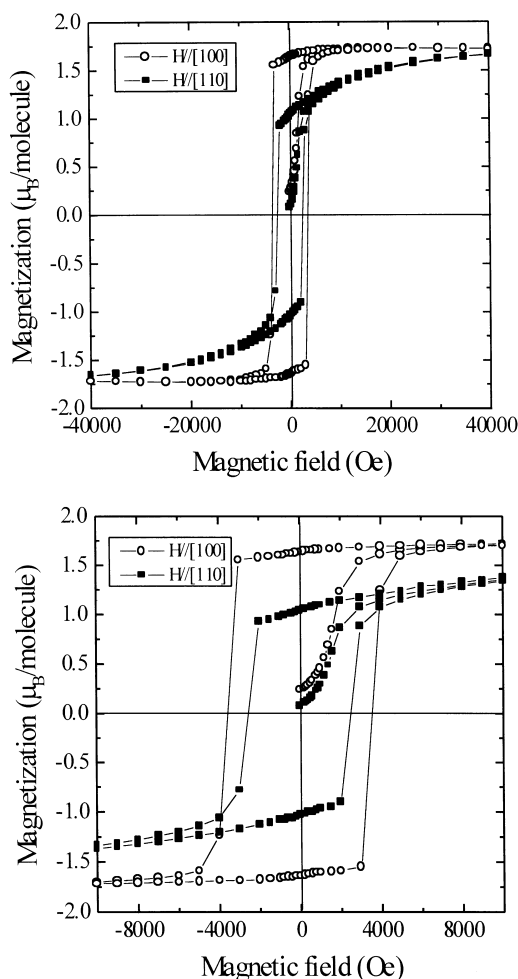 2.0
1.5
1.0
0.5
0.0
-0.5
-1.0
-1.5
-2.0
Magnetization (μB/molecule)
H//[100]
H//[110]
-40000 -20000 0 20000 40000
Magnetic field (Oe)
2.0
1.5
1.0
0.5
0.0
-0.5
-1.0
-1.5
-2.0
Magnetization (μB/molecule)
H//[100]
H//[110]
-8000 -4000 0 4000 8000
Magnetic field (Oe)